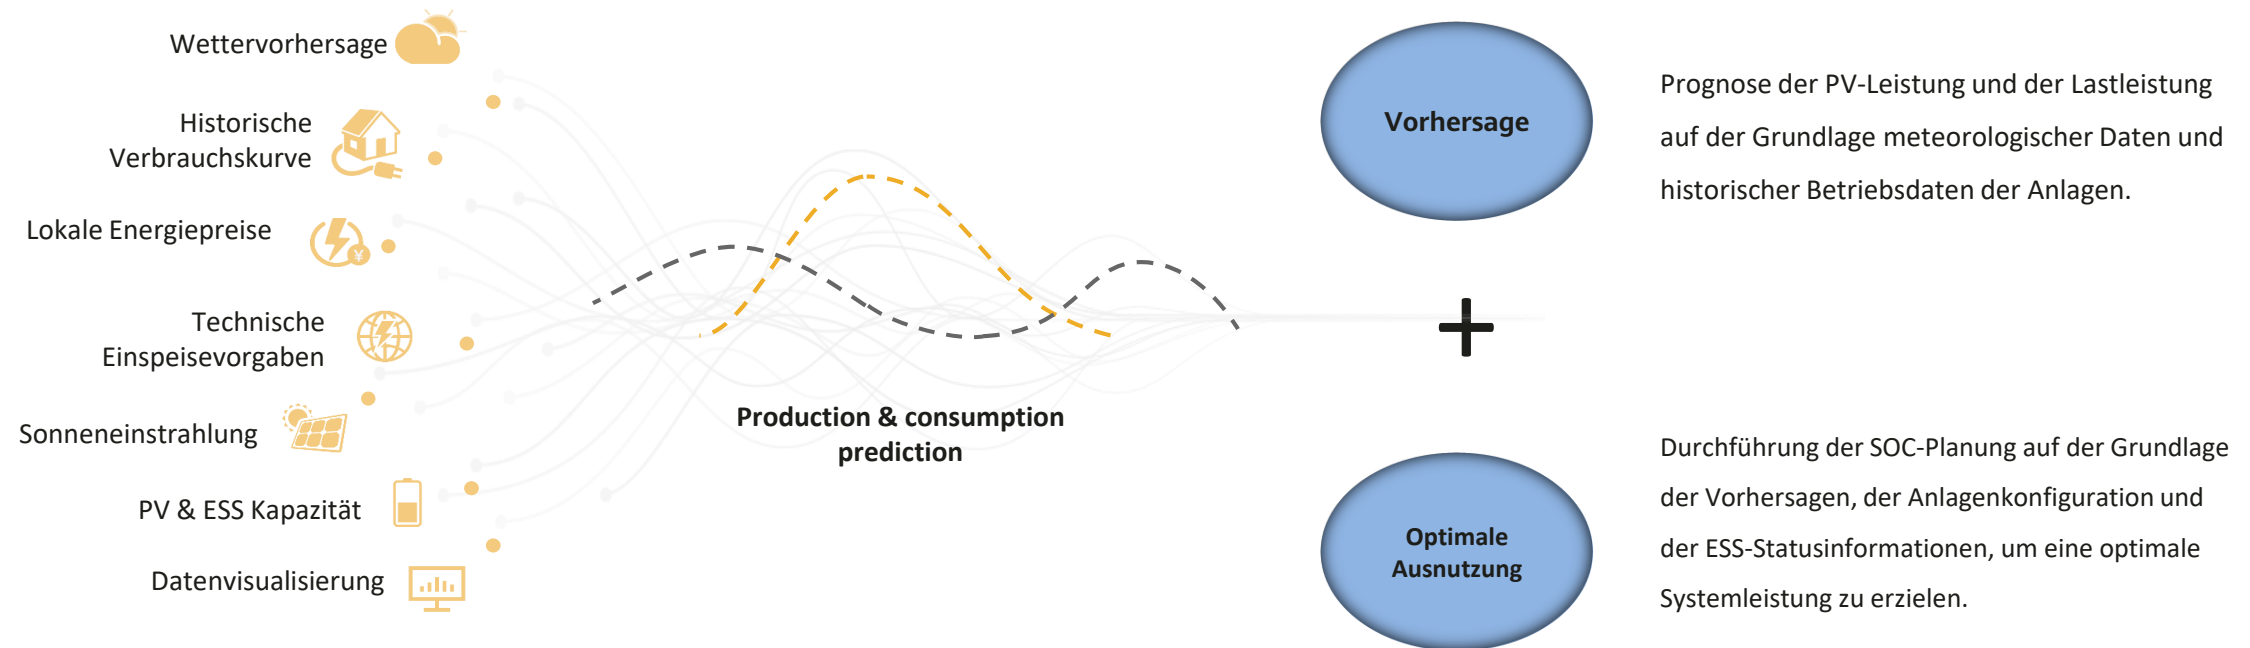 Wettervorhersage
Historische
Verbrauchskurve
Lokale Energiepreise
¥
Technische
Einspeisevorgaben
Sonneneinstrahlung
PV & ESS Kapazität
Datenvisualisierung
Production & consumption
prediction
Vorhersage
Prognose der PV-Leistung und der Lastleistung
auf der Grundlage meteorologischer Daten und
historischer Betriebsdaten der Anlagen.
+
Optimale
Ausnutzung
Durchführung der SOC-Planung auf der Grundlage
der Vorhersagen, der Anlagenkonfiguration und
der ESS-Statusinformationen, um eine optimale
Systemleistung zu erzielen.